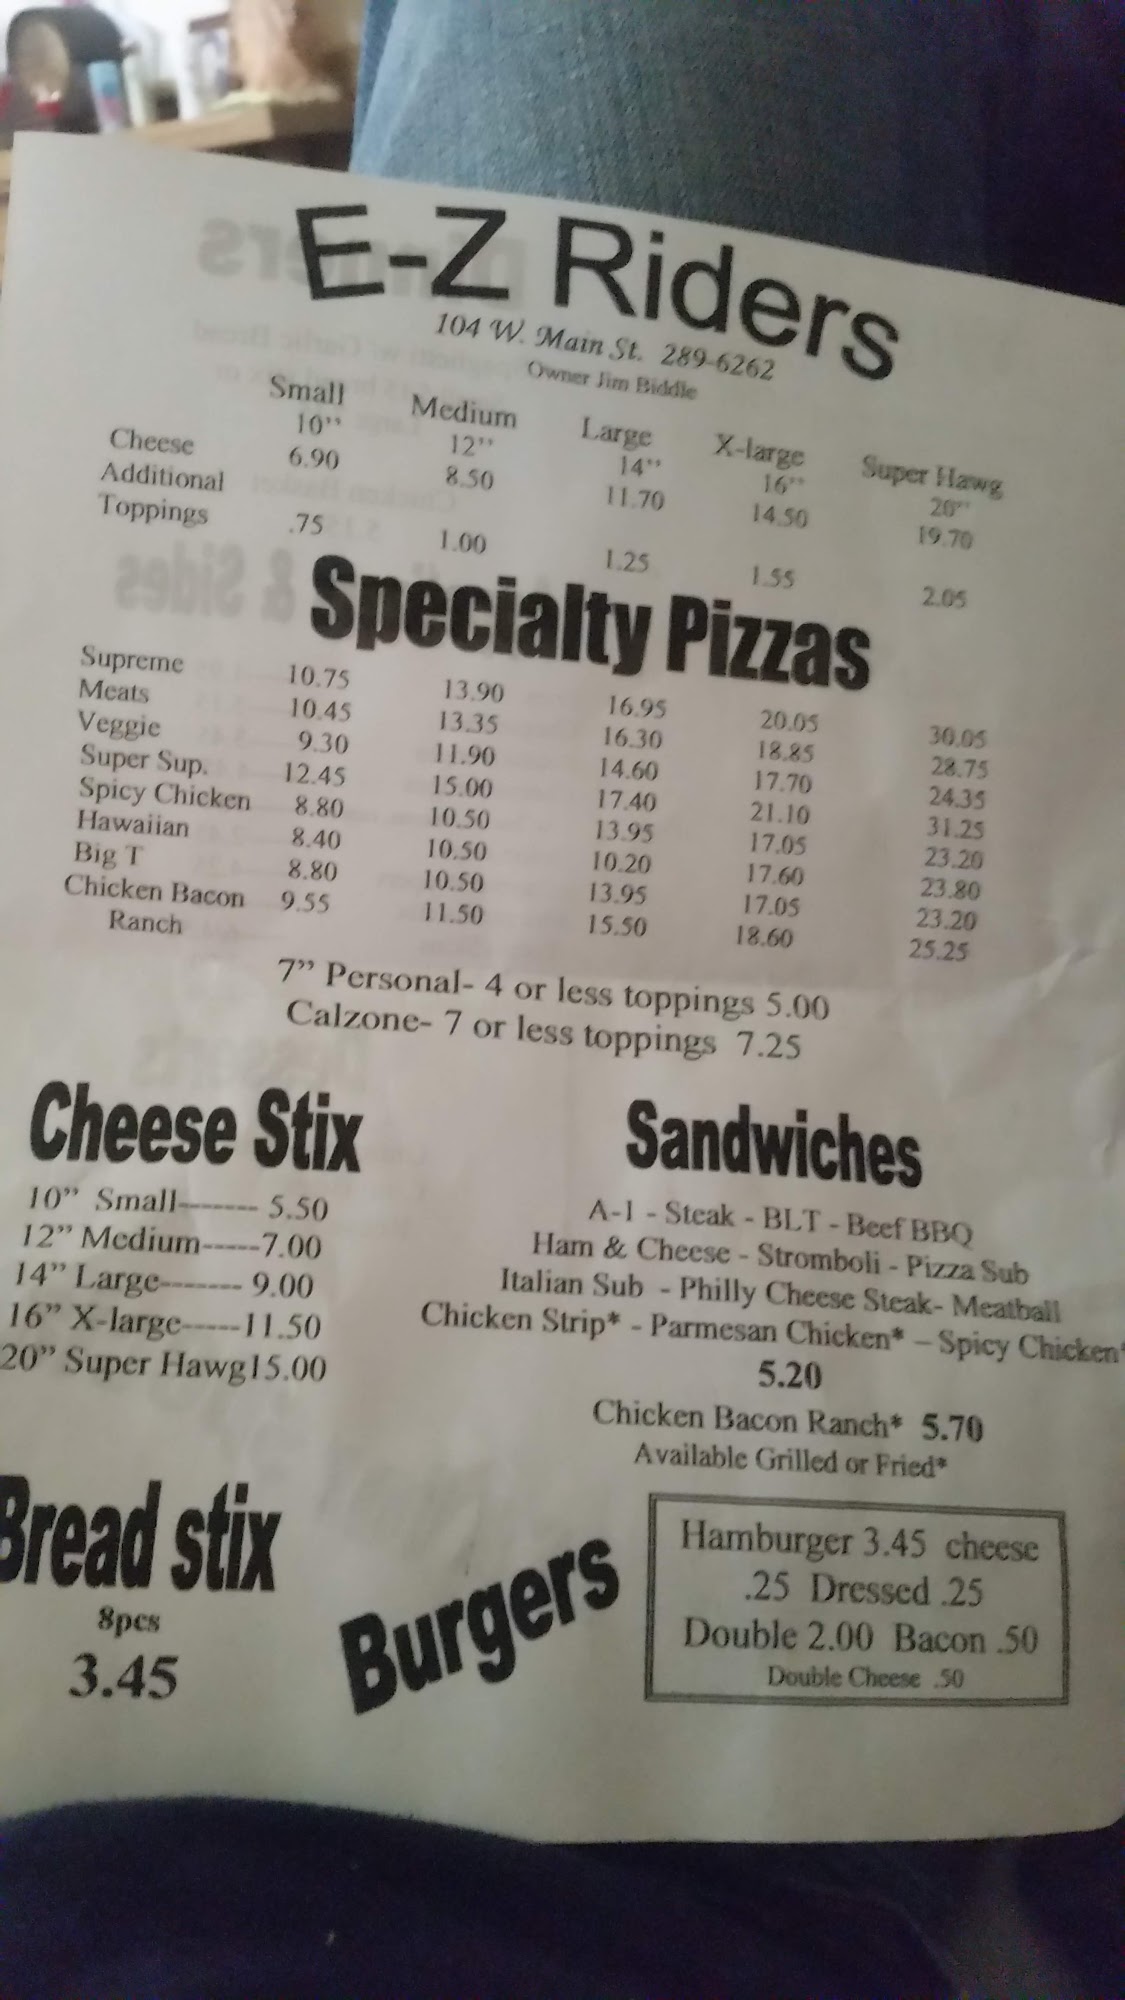 E-Z Riders
104 W. Main St. 289-6262
Owner Jim Biddle
Small Medium Large X-large Super Hawg
10" 12" 14" 16" 20"
Cheese 6.90 8.50 11.70 14.50 19.70
Additional
Toppings .75 1.00 1.25 1.55 2.05
Specialty Pizzas
Supreme 10.75 13.90 16.95 20.05 30.05
Meats 10.45 13.35 16.30 18.85 28.75
Veggie 9.30 11.90 14.60 17.70 24.35
Super Sup. 12.45 15.00 17.40 21.10 31.25
Spicy Chicken 8.80 10.50 13.95 17.05 23.20
Hawaiian 8.40 10.50 10.20 17.60 23.80
Big T 8.80 10.50 13.95 17.05 23.20
Chicken Bacon 9.55 11.50 15.50 18.60 25.25
Ranch
7" Personal- 4 or less toppings 5.00
Calzone- 7 or less toppings 7.25
Cheese Stix
10" Small------- 5.50
12" Medium-----7.00
14" Large------- 9.00
16" X-large-----11.50
20" Super Hawg15.00
Sandwiches
A-1 - Steak - BLT - Beef BBQ
Ham & Cheese - Stromboli - Pizza Sub
Italian Sub - Philly Cheese Steak- Meatball
Chicken Strip* - Parmesan Chicken* – Spicy Chicken*
5.20
Chicken Bacon Ranch* 5.70
Available Grilled or Fried*
Bread stix
8pcs
3.45
Burgers
Hamburger 3.45 cheese
.25 Dressed .25
Double 2.00 Bacon .50
Double Cheese .50